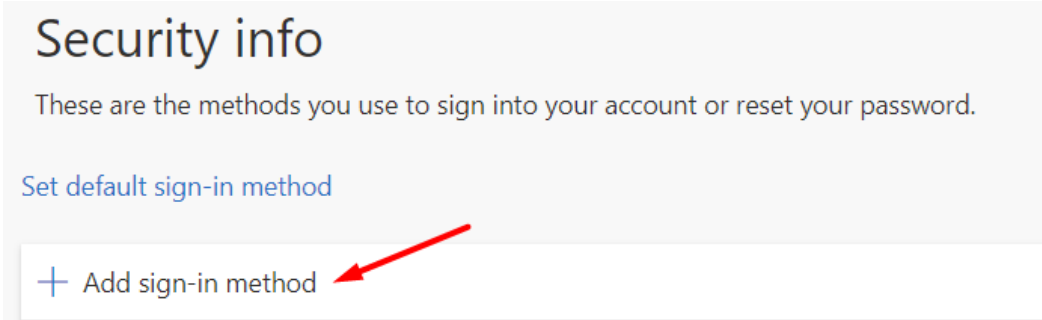 Security info
These are the methods you use to sign into your account or reset your password.
Set default sign-in method
+ Add sign-in method